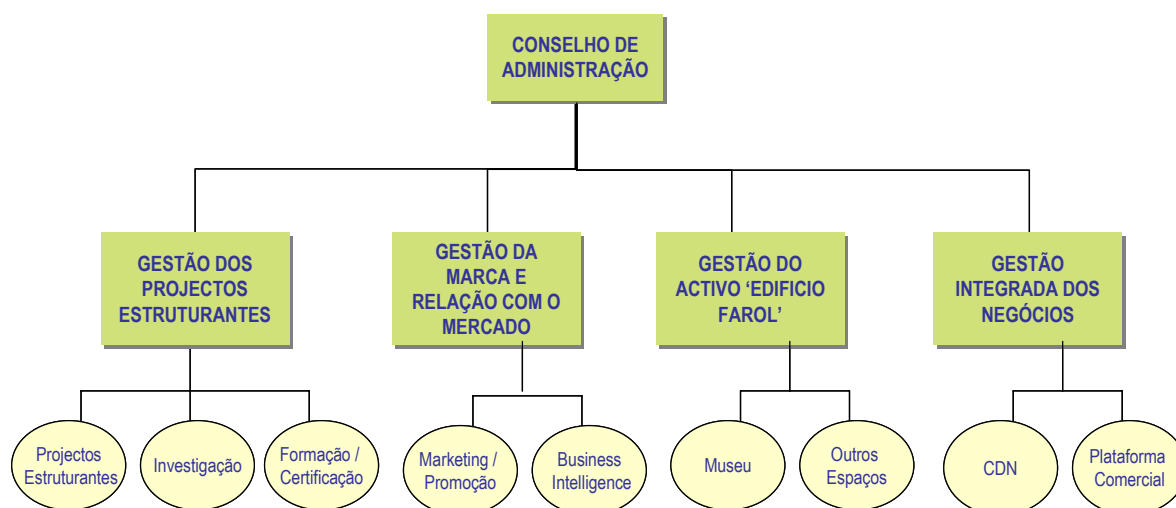 CONSELHO DE
ADMINISTRAÇÃO
GESTÃO DOS
PROJECTOS
ESTRUTURANTES
GESTÃO DA
MARCA E
RELAÇÃO COM O
MERCADO
GESTÃO DO
ACTIVO ‘EDIFICIO
FAROL’
GESTÃO
INTEGRADA DOS
NEGÓCIOS
Projectos
Estruturantes
Investigação
Formação /
Certificação
Marketing /
Promoção
Business
Intelligence
Museu
Outros
Espaços
CDN
Plataforma
Comercial